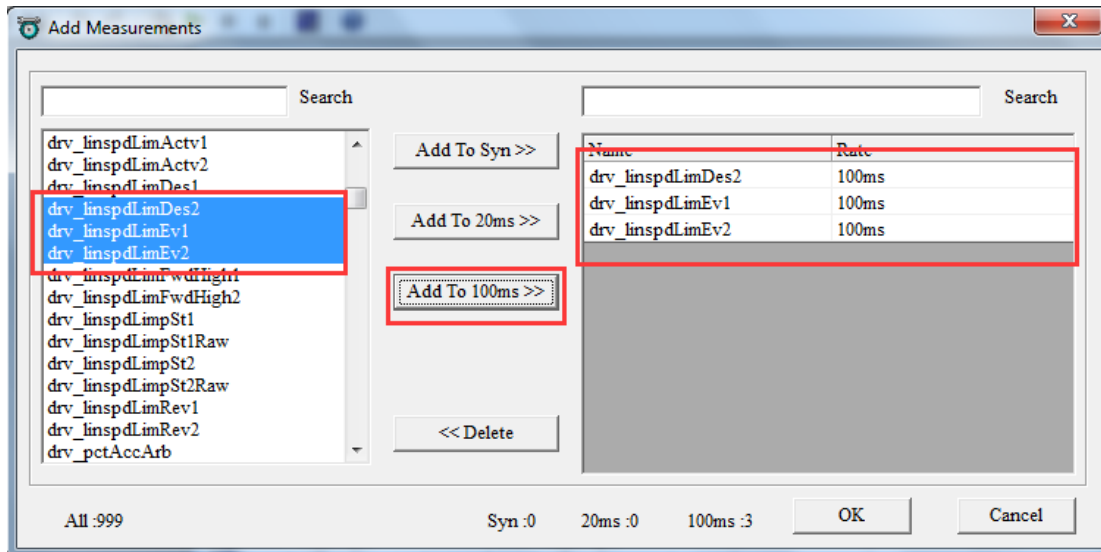 Add Measurements
Search
Search
drv_linspdLimActv1
drv_linspdLimActv2
drv_linspdLimDes1
drv_linspdLimDes2
drv_linspdLimEv1
drv_linspdLimEv2
drv_linspdLimFwdHigh1
drv_linspdLimFwdHigh2
drv_linspdLimpSt1
drv_linspdLimpSt1Raw
drv_linspdLimpSt2
drv_linspdLimpSt2Raw
drv_linspdLimRev1
drv_linspdLimRev2
drv_pctAccArb
Add To Syn >>
Add To 20ms >>
Add To 100ms >>
<< Delete
Name Rate
drv_linspdLimDes2 100ms
drv_linspdLimEv1 100ms
drv_linspdLimEv2 100ms
All :999 Syn :0 20ms :0 100ms :3 OK Cancel